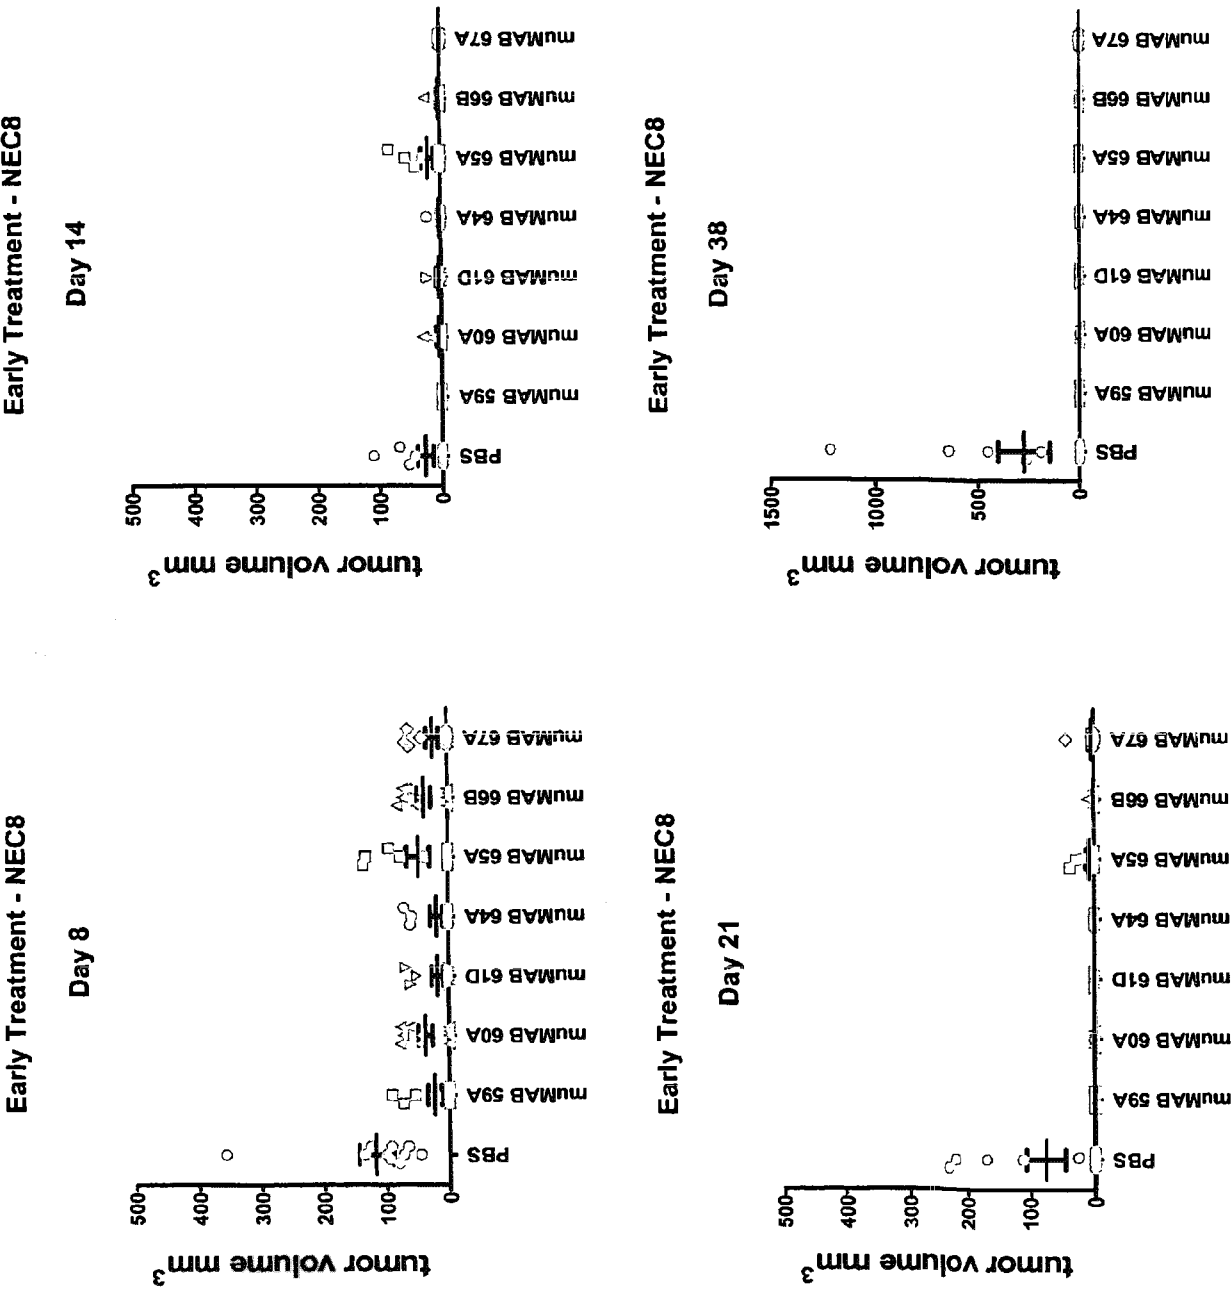 Early Treatment - NEC8
Day 8
tumor volume mm³
500
400
300
200
100
0
PBS
muMAB 59A
muMAB 60A
muMAB 61D
muMAB 64A
muMAB 65A
muMAB 66B
muMAB 67A
Early Treatment - NEC8
Day 14
tumor volume mm³
500
400
300
200
100
0
PBS
muMAB 59A
muMAB 60A
muMAB 61D
muMAB 64A
muMAB 65A
muMAB 66B
muMAB 67A
Early Treatment - NEC8
Day 21
tumor volume mm³
500
400
300
200
100
0
PBS
muMAB 59A
muMAB 60A
muMAB 61D
muMAB 64A
muMAB 65A
muMAB 66B
muMAB 67A
Early Treatment - NEC8
Day 38
tumor volume mm³
1500
1000
500
0
PBS
muMAB 59A
muMAB 60A
muMAB 61D
muMAB 64A
muMAB 65A
muMAB 66B
muMAB 67A